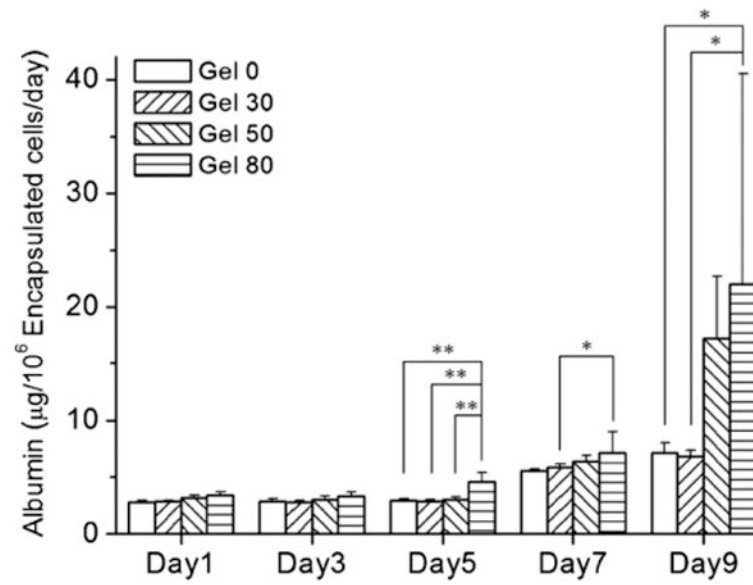 Albumin (μg/10⁶ Encapsulated cells/day)
40
30
20
10
0
Gel 0
Gel 30
Gel 50
Gel 80
**
**
**
*
*
*
Day1 Day3 Day5 Day7 Day9